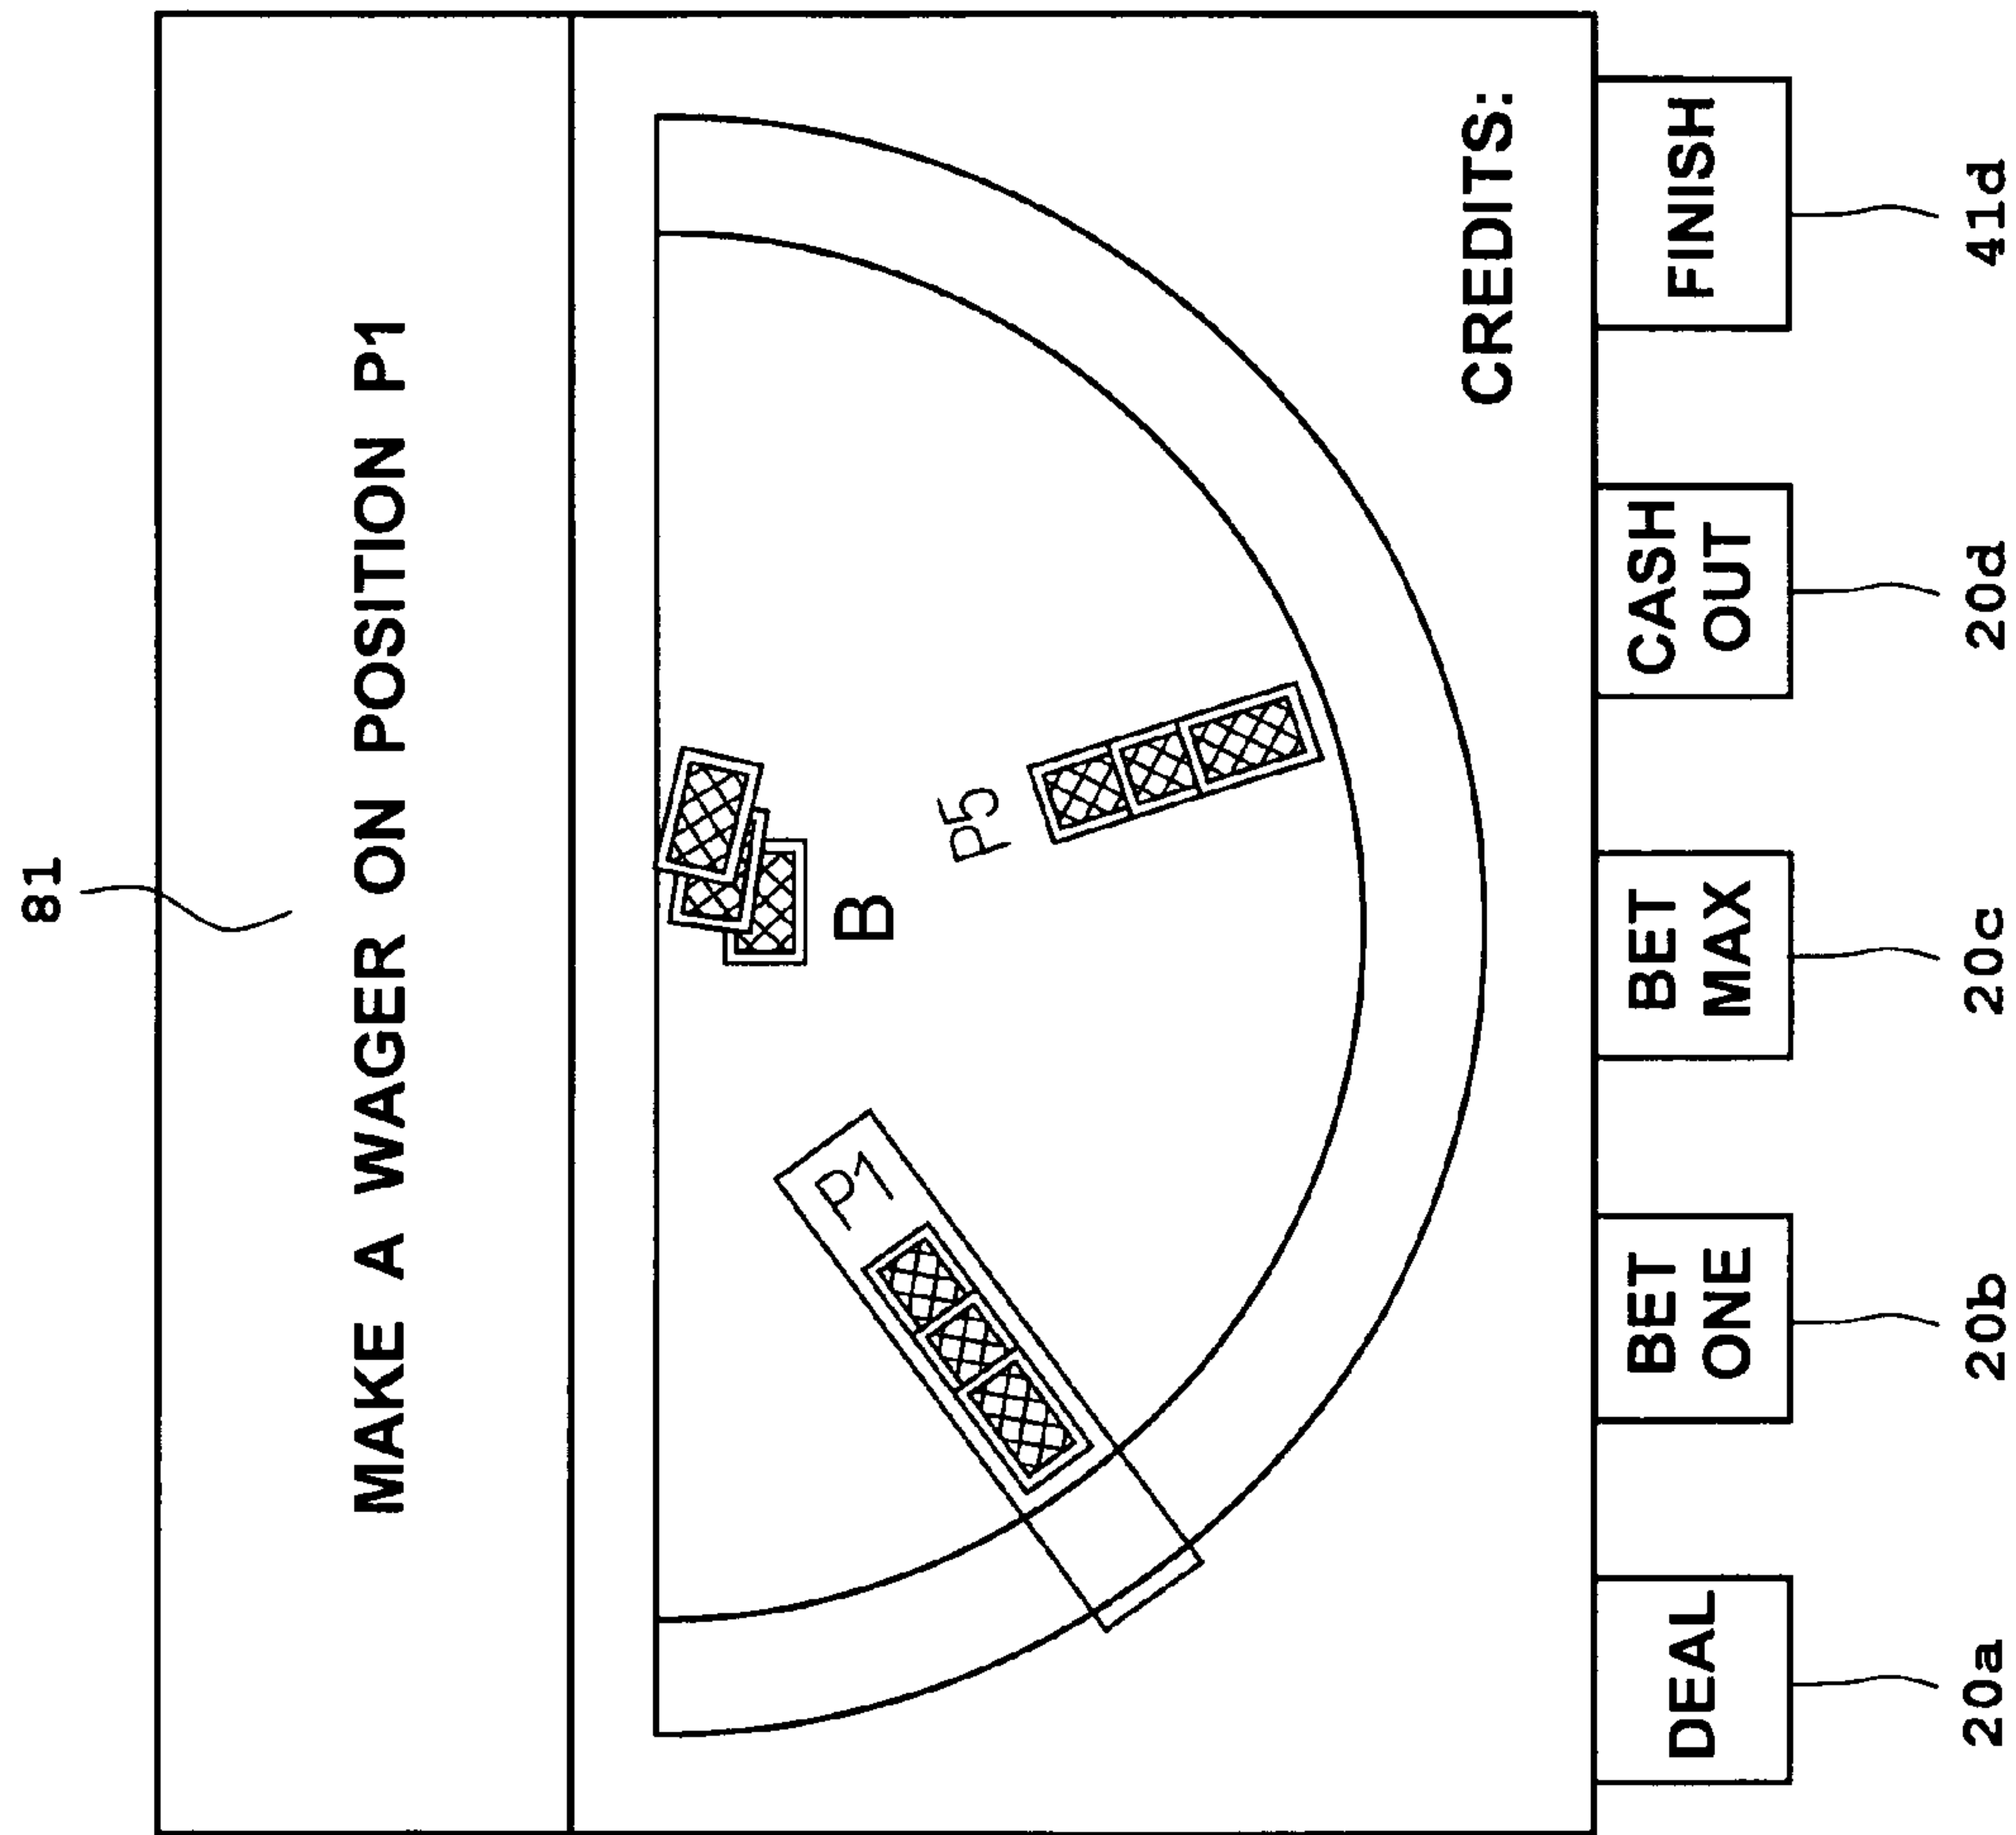 81
MAKE A WAGER ON POSITION P1
B
P1
P5
CREDITS:
DEAL
BET
ONE
BET
MAX
CASH
OUT
FINISH
20a
20b
20c
20d
41d